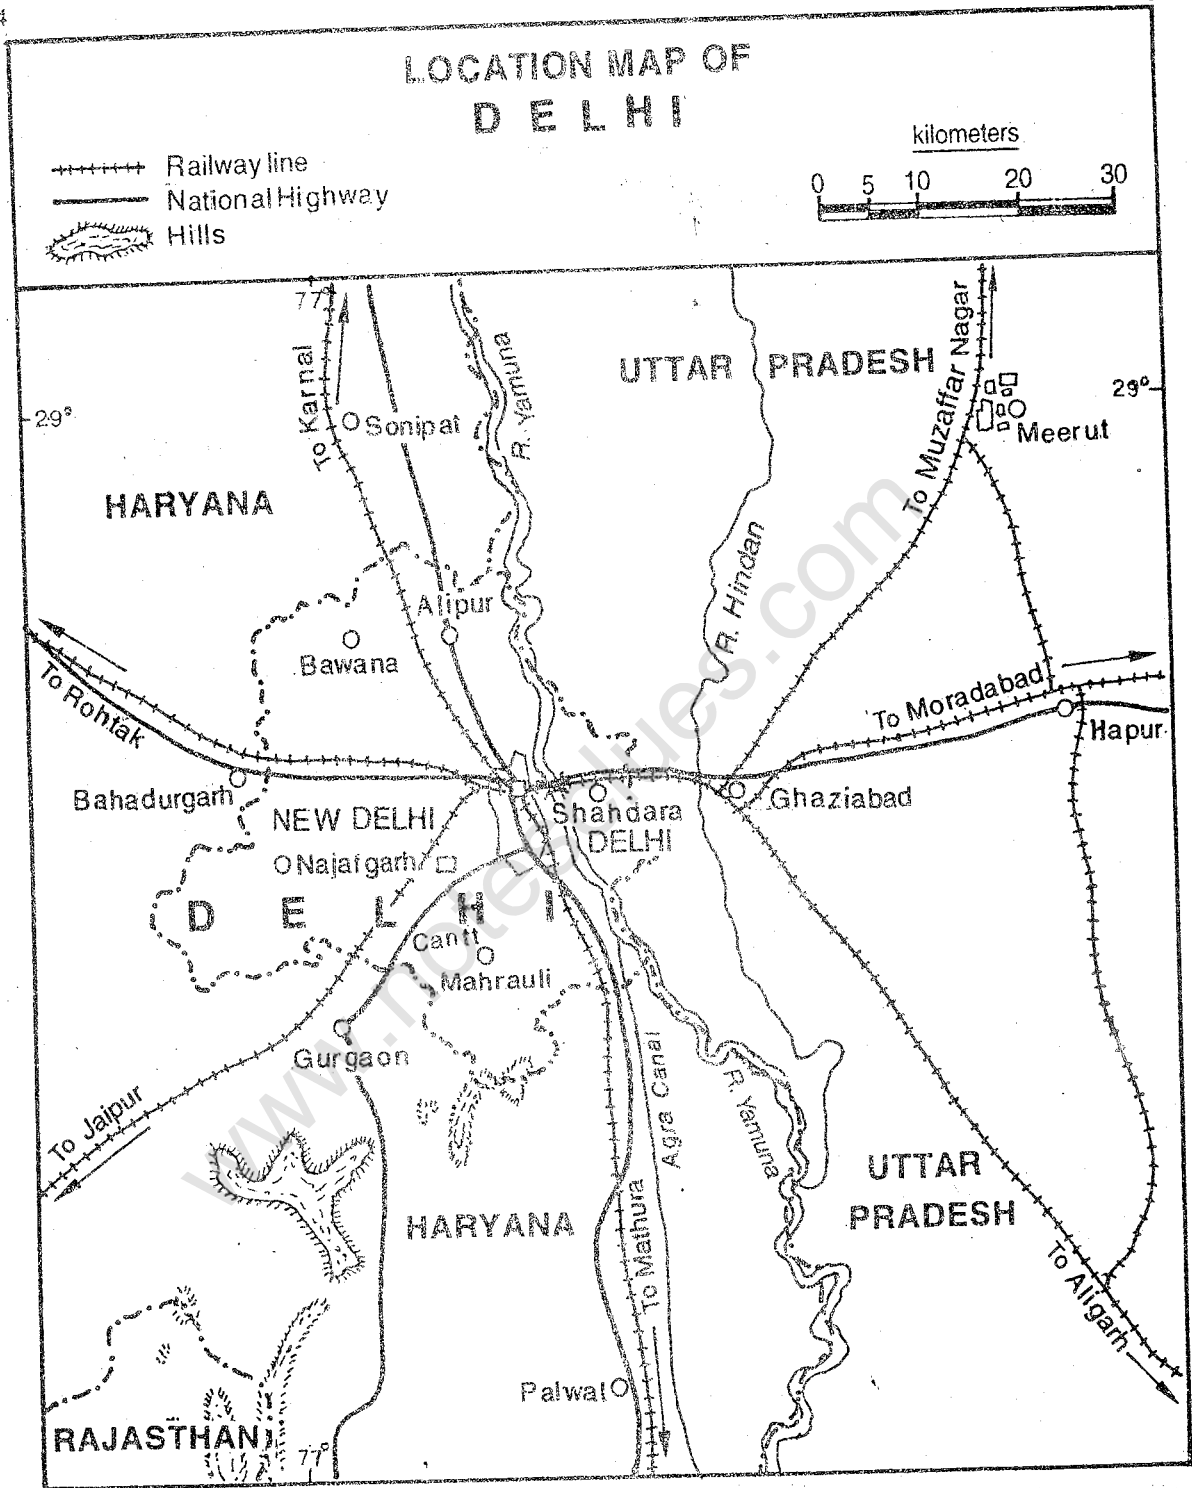 LOCATION MAP OF
DELHI
kilometers
0 5 10 20 30
Railway line
National Highway
Hills
77°
To Karnal
R. Yamuna
UTTAR PRADESH
To Muzaffar Nagar
29°
29°
Sonipat
Meerut
HARYANA
R. Hindan
Alipur
Bawana
To Rohtak
To Moradabad
Hapur
Bahadurgarh
NEW DELHI
Shahdara
DELHI
Ghaziabad
Najafgarh
DELHI
Cantt
Mahrauli
Gurgaon
Agra Canal
R. Yamuna
To Jaipur
UTTAR
PRADESH
HARYANA
To Mathura
To Aligarh
Palwal
RAJASTHAN
77°
www.notesclues.com